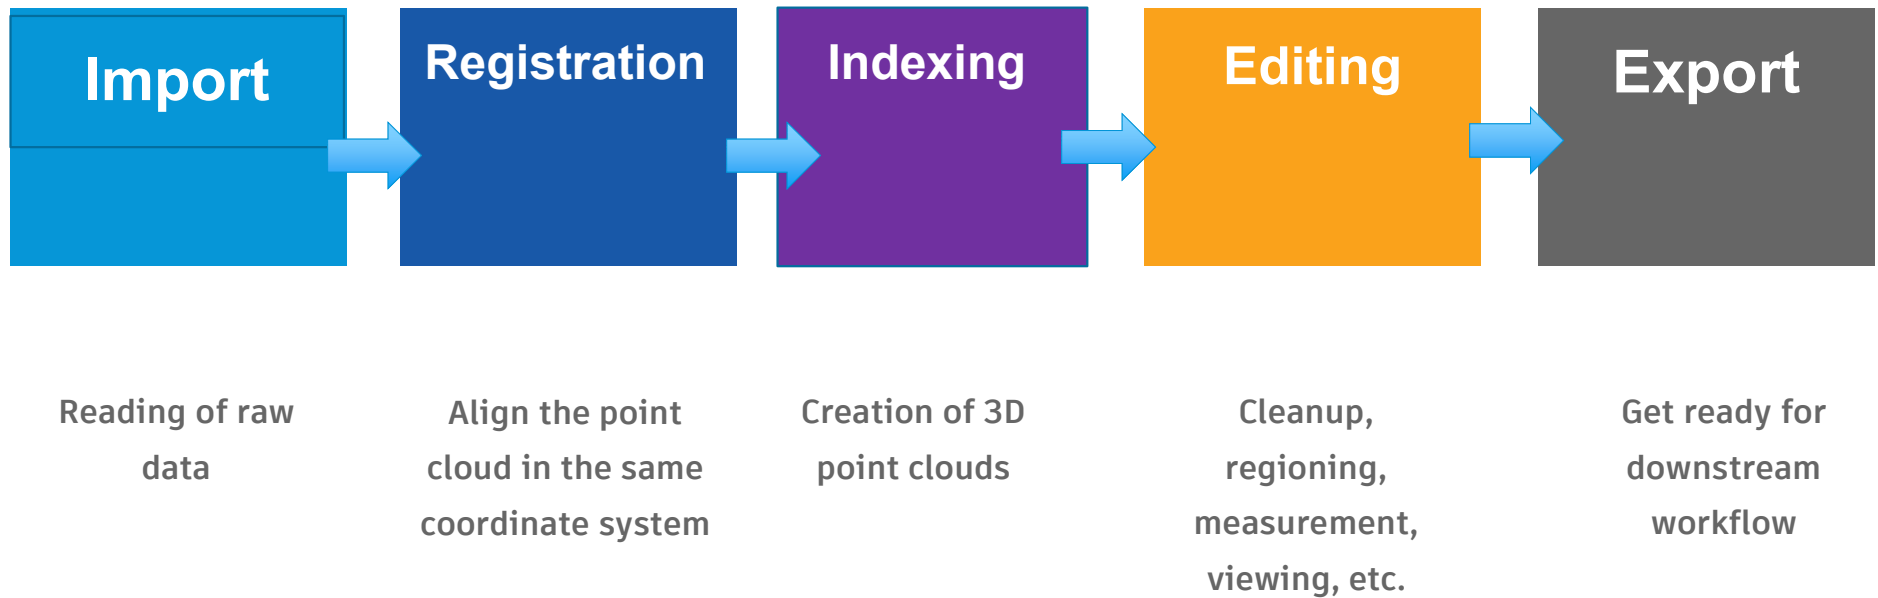 Import
Registration
Indexing
Editing
Export
Reading of raw
data
Align the point
cloud in the same
coordinate system
Creation of 3D
point clouds
Cleanup,
regioning,
measurement,
viewing, etc.
Get ready for
downstream
workflow